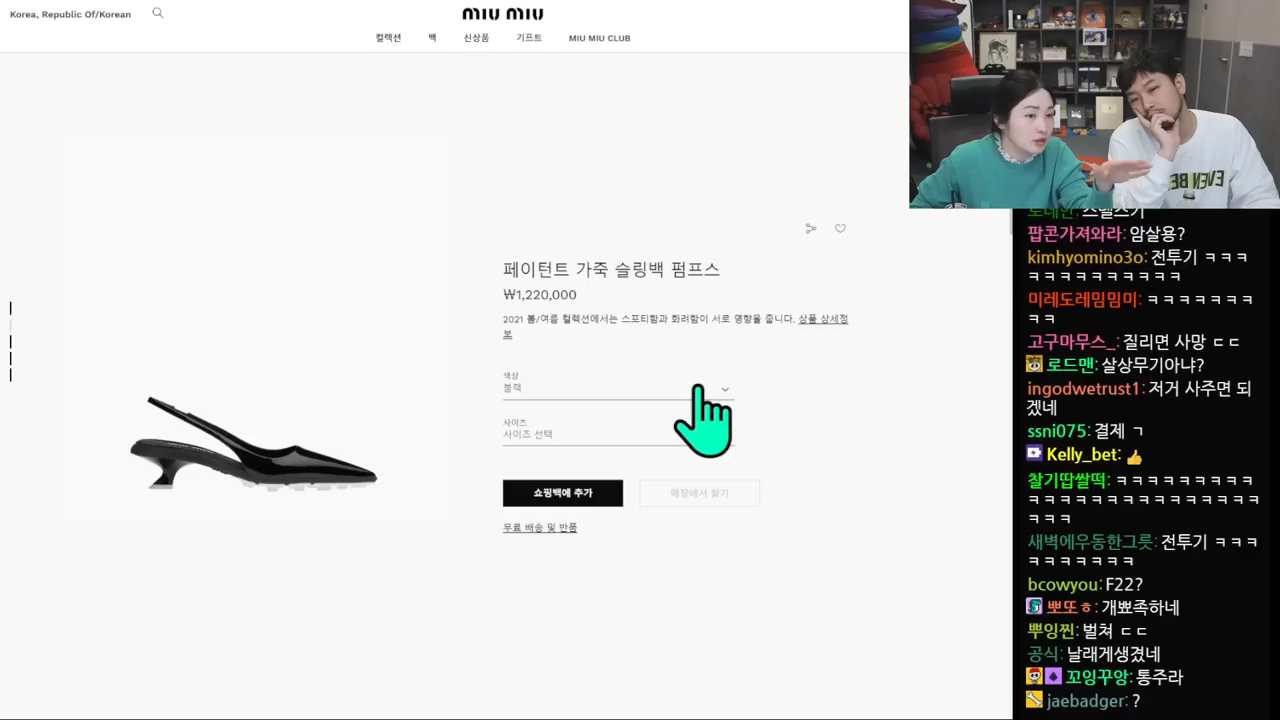 Korea, Republic Of/Korean
miu miu
컬렉션
백
신상품
기프트
MIU MIU CLUB
페이턴트 가죽 슬링백 펌프스
₩1,220,000
2021 봄/여름 컬렉션에서는 스포티함과 화려함이 서로 영향을 줍니다. 상품 상세정
보
색상
블랙
사이즈
사이즈 선택
쇼핑백에 추가
매장에서 찾기
무료 배송 및 반품
EVEN BE
팝콘가져와라: 암살용?
kimhyomino3o: 전투기 ㅋㅋㅋ
ㅋㅋㅋㅋㅋㅋㅋㅋㅋㅋ
미레도레밈밈미: ㅋㅋㅋㅋㅋㅋㅋ
ㅋㅋ
고구마무스_: 질리면 사망 ㄷㄷ
로드맨: 살상무기아냐?
ingodwetrust1: 저거 사주면 되
겠네
ssni075: 결제 ㄱ
Kelly_bet:
찰기땁쌀떡: ㅋㅋㅋㅋㅋㅋㅋㅋㅋ
ㅋㅋㅋㅋㅋㅋㅋㅋㅋㅋㅋㅋㅋㅋㅋ
ㅋㅋㅋ
새벽에우동한그릇: 전투기 ㅋㅋㅋ
ㅋㅋㅋㅋㅋㅋㅋ
bcowyou: F22?
뽀또ㅎ: 개뾰족하네
뿌잉찐: 벌쳐 ㄷㄷ
공식: 날래게생겼네
꼬잉꾸앙: 통주라
jaebadger: ?